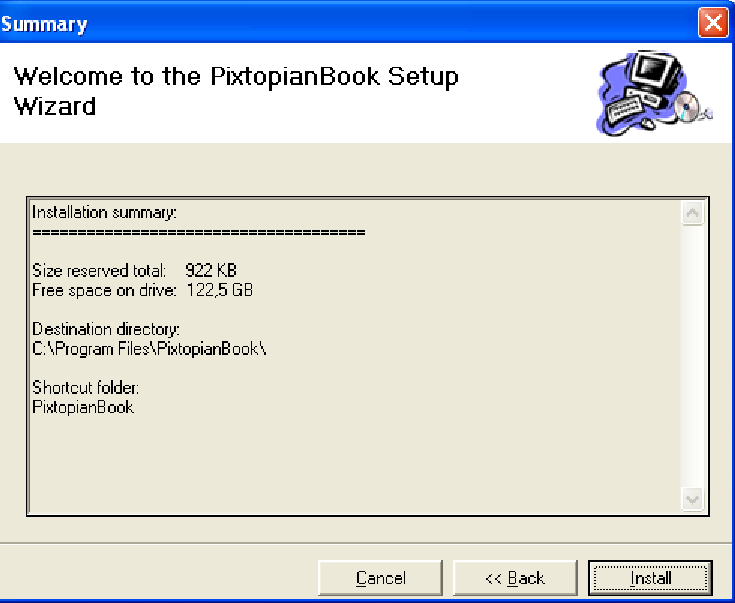 Summary
Welcome to the PixtopianBook Setup
Wizard
Installation summary:
=====================================
Size reserved total: 922 KB
Free space on drive: 122,5 GB
Destination directory:
C:\Program Files\PixtopianBook\
Shortcut folder:
PixtopianBook
Cancel
<< Back
Install